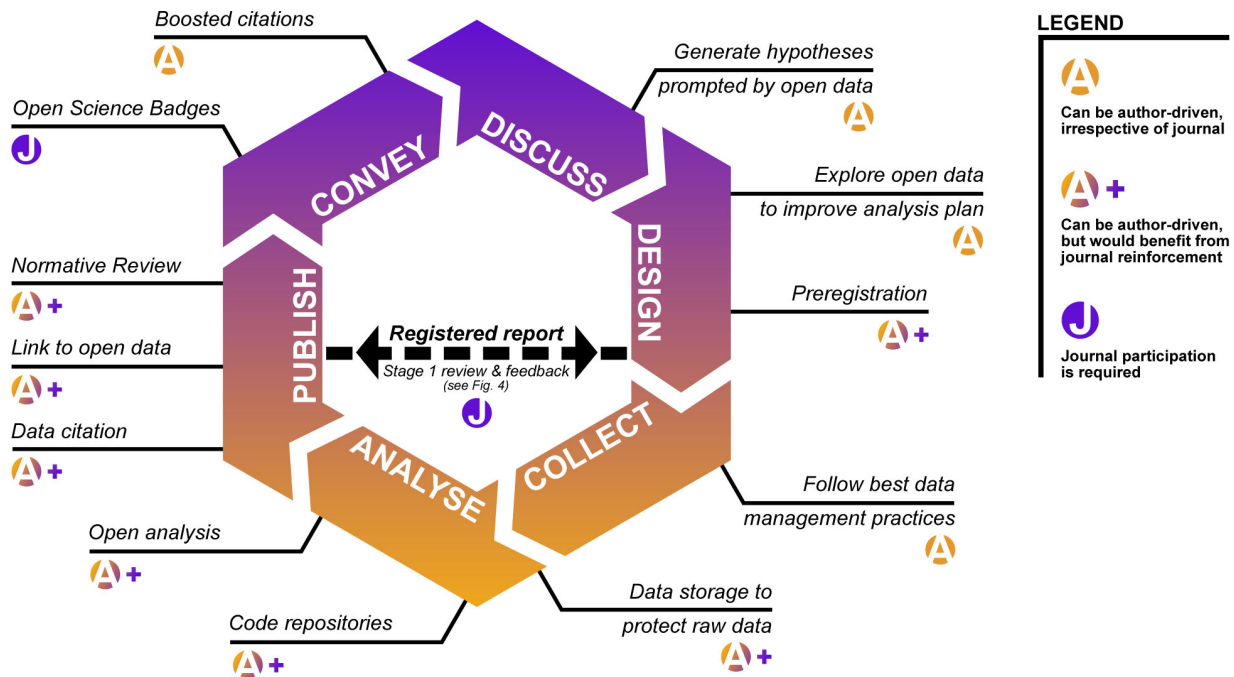 Boosted citations
A
Open Science Badges
J
Normative Review
A +
Link to open data
A +
Data citation
A +
Open analysis
A +
Code repositories
A +
CONVEY
DISCUSS
DESIGN
COLLECT
ANALYSE
PUBLISH
Registered report
Stage 1 review & feedback
(see Fig. 4)
J
Generate hypotheses
prompted by open data
A
Explore open data
to improve analysis plan
A
Preregistration
A +
Follow best data
management practices
A
Data storage to
protect raw data
A +
LEGEND
A
Can be author-driven,
irrespective of journal
A +
Can be author-driven,
but would benefit from
journal reinforcement
J
Journal participation
is required